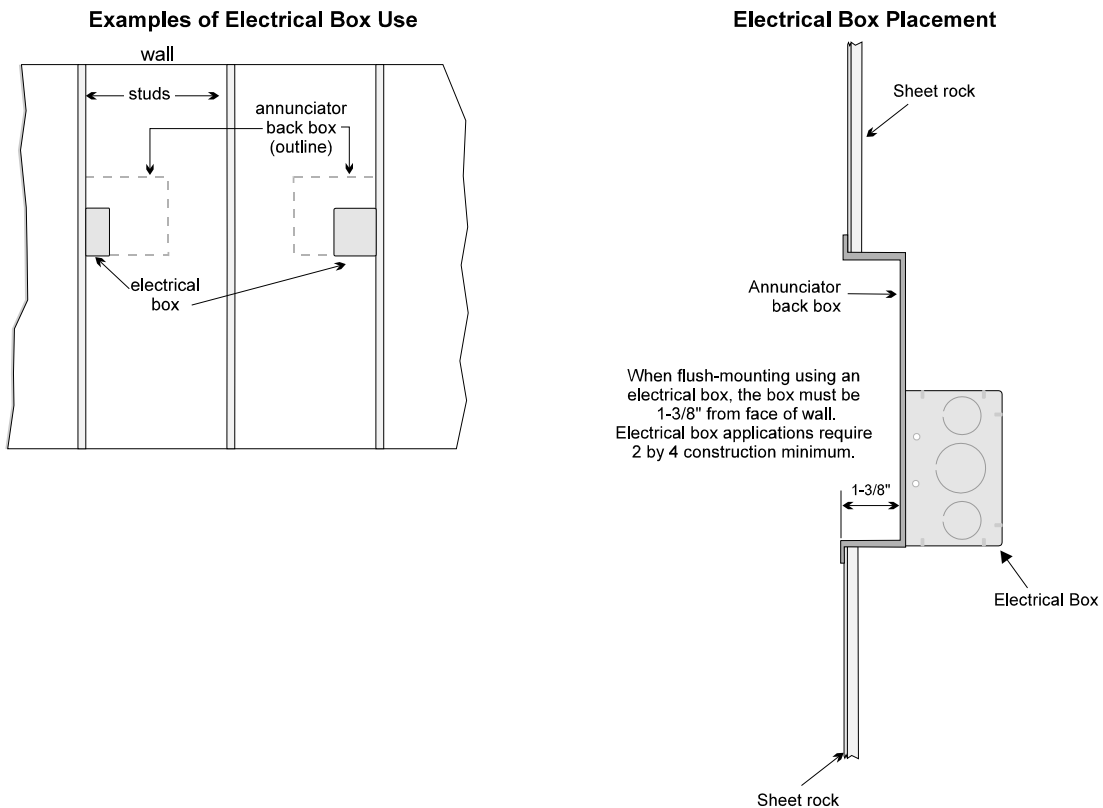 Examples of Electrical Box Use
wall
studs
annunciator
back box
(outline)
electrical
box
Electrical Box Placement
Sheet rock
Annunciator
back box
When flush-mounting using an
electrical box, the box must be
1-3/8" from face of wall.
Electrical box applications require
2 by 4 construction minimum.
1-3/8"
Electrical Box
Sheet rock